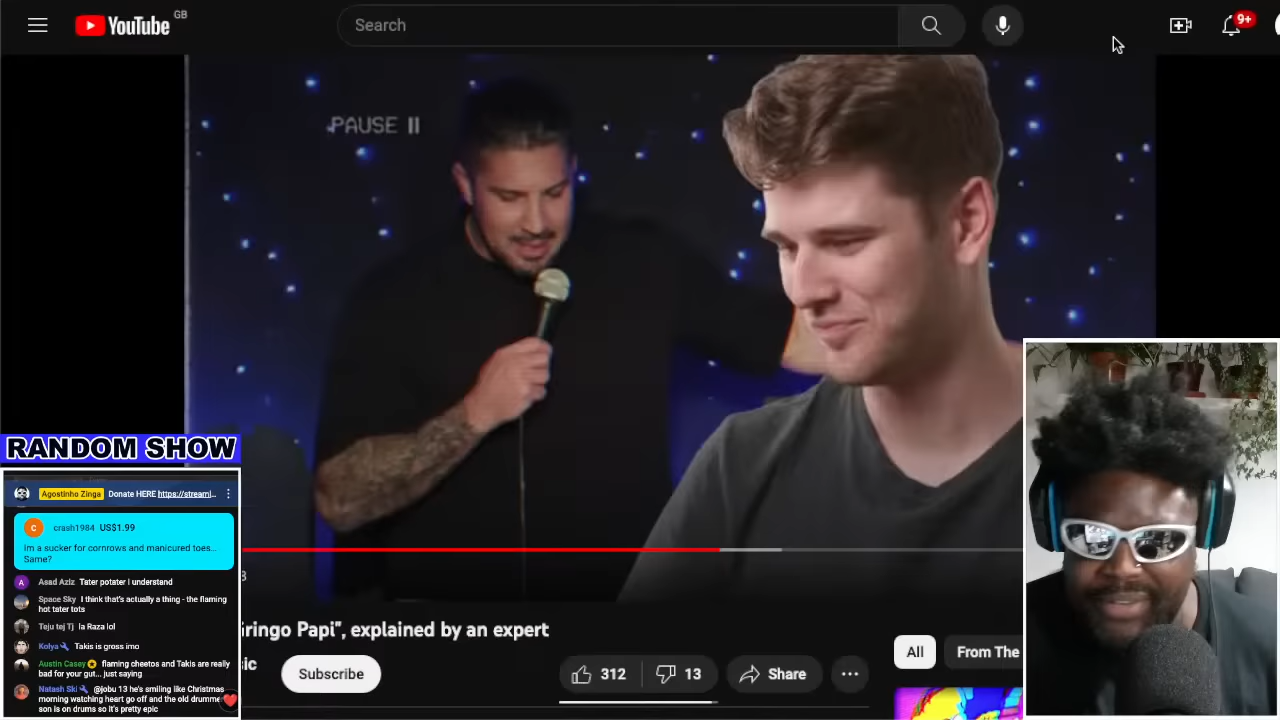 YouTube GB
Search
9+
PAUSE II
RANDOM SHOW
Agostinho Zinga Donate HERE https://streaml...
C crash1984 US$1.99
Im a sucker for cornrows and manicured toes...
Same?
A Asad Aziz Tater potater I understand
Space Sky I think that's actually a thing - the flaming
hot tater tots
Teju tej Tj la Raza lol
Kolya Takis is gross imo
Austin Casey flaming cheetos and Takis are really
bad for your gut... just saying
Natash Ski @jobu 13 he's smiling like Christmas
morning watching heart go off and the old drumme
son is on drums so it's pretty epic
ringo Papi", explained by an expert
ic
Subscribe
312
13
Share
All
From The